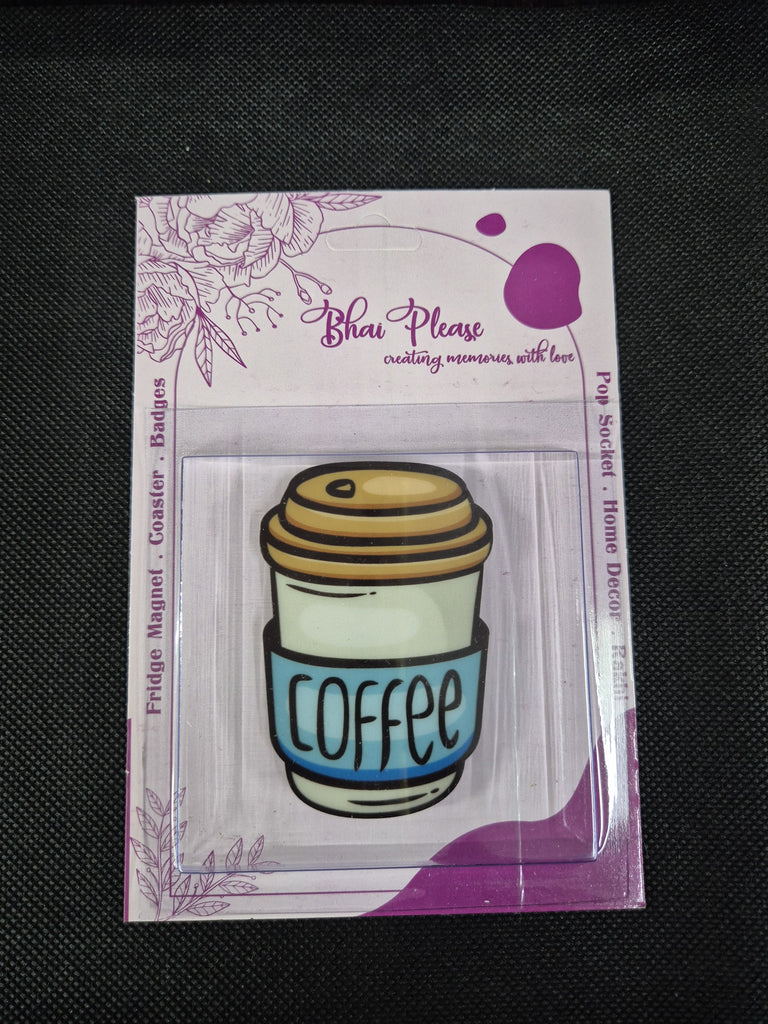 Bhai Please
creating memories with love
Fridge Magnet . Coaster . Badges
Pop Socket . Home Decor . Rakhi
COFFee